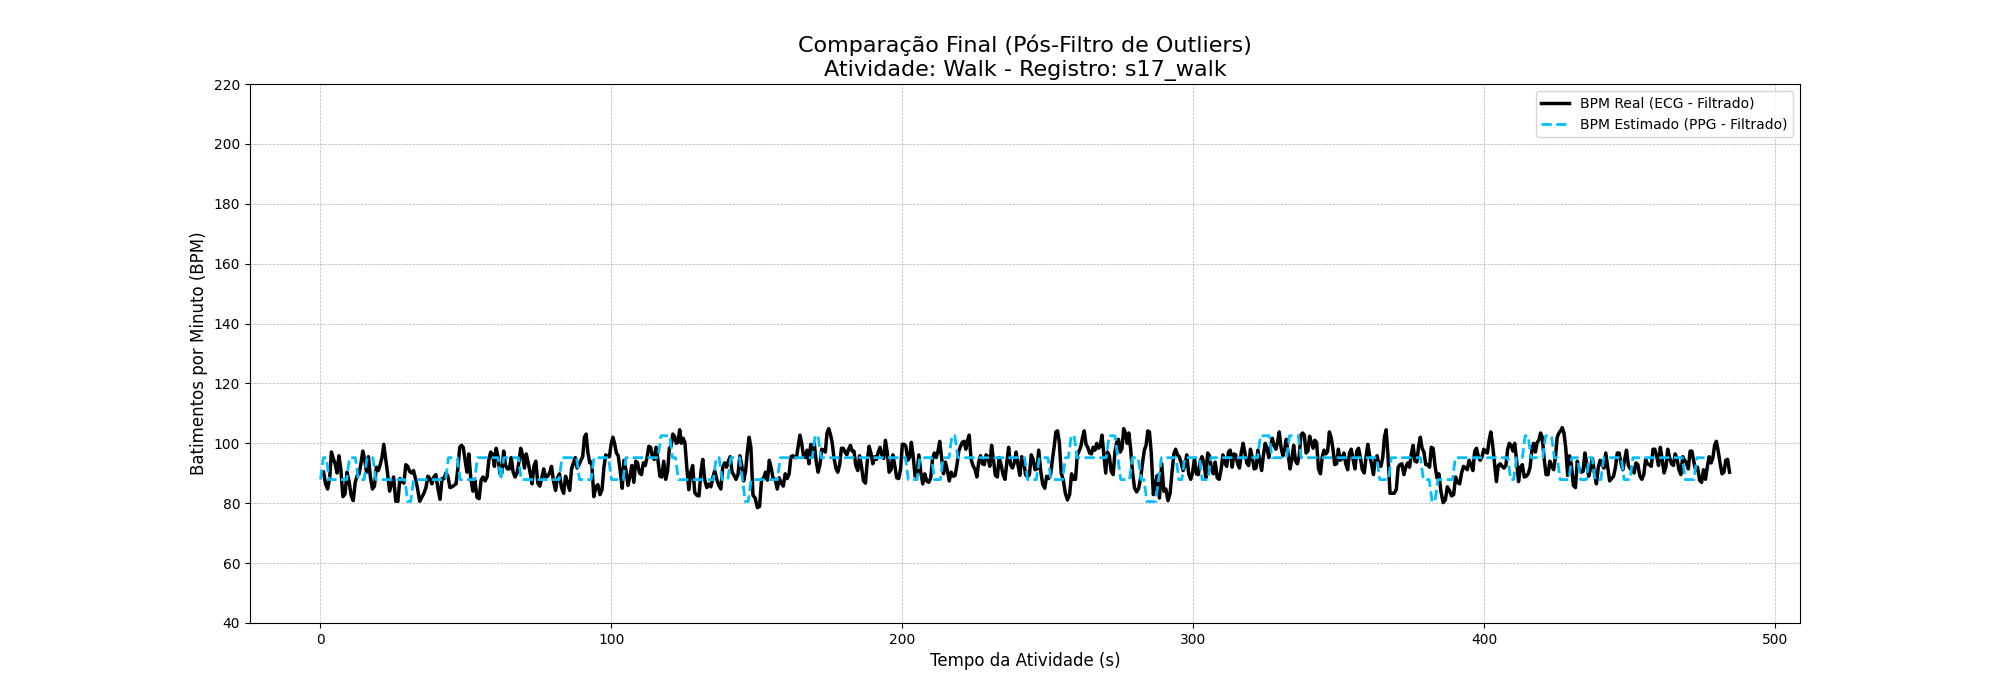 Comparação Final (Pós-Filtro de Outliers)
Atividade: Walk - Registro: s17_walk
BPM Real (ECG - Filtrado)
BPM Estimado (PPG - Filtrado)
Batimentos por Minuto (BPM)
220
200
180
160
140
120
100
80
60
40
0 100 200 300 400 500
Tempo da Atividade (s)